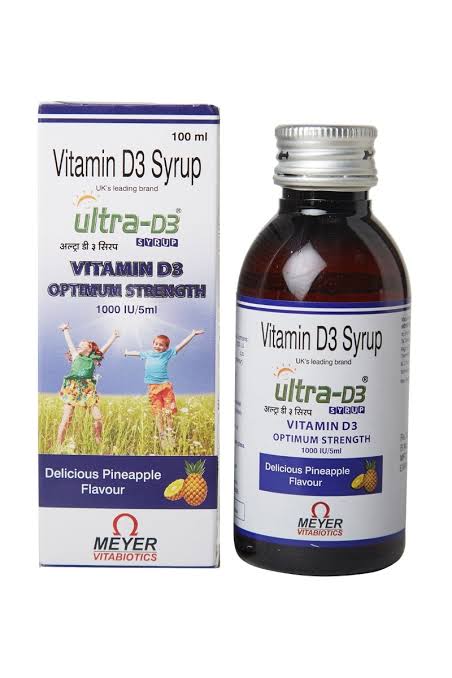 100 ml
Vitamin D3 Syrup
UK's leading brand
ultra-D3®
अल्ट्रा डी ३ सिरप SYRUP
VITAMIN D3
OPTIMUM STRENGTH
1000 IU/5ml
Delicious Pineapple
Flavour
MEYER
VITABIOTICS
Vitamin D3 Syrup
UK's leading brand
ultra-D3®
अल्ट्रा डी ३ सिरप SYRUP
VITAMIN D3
OPTIMUM STRENGTH
1000 IU/5ml
Delicious Pineapple
Flavour
MEYER
VITABIOTICS